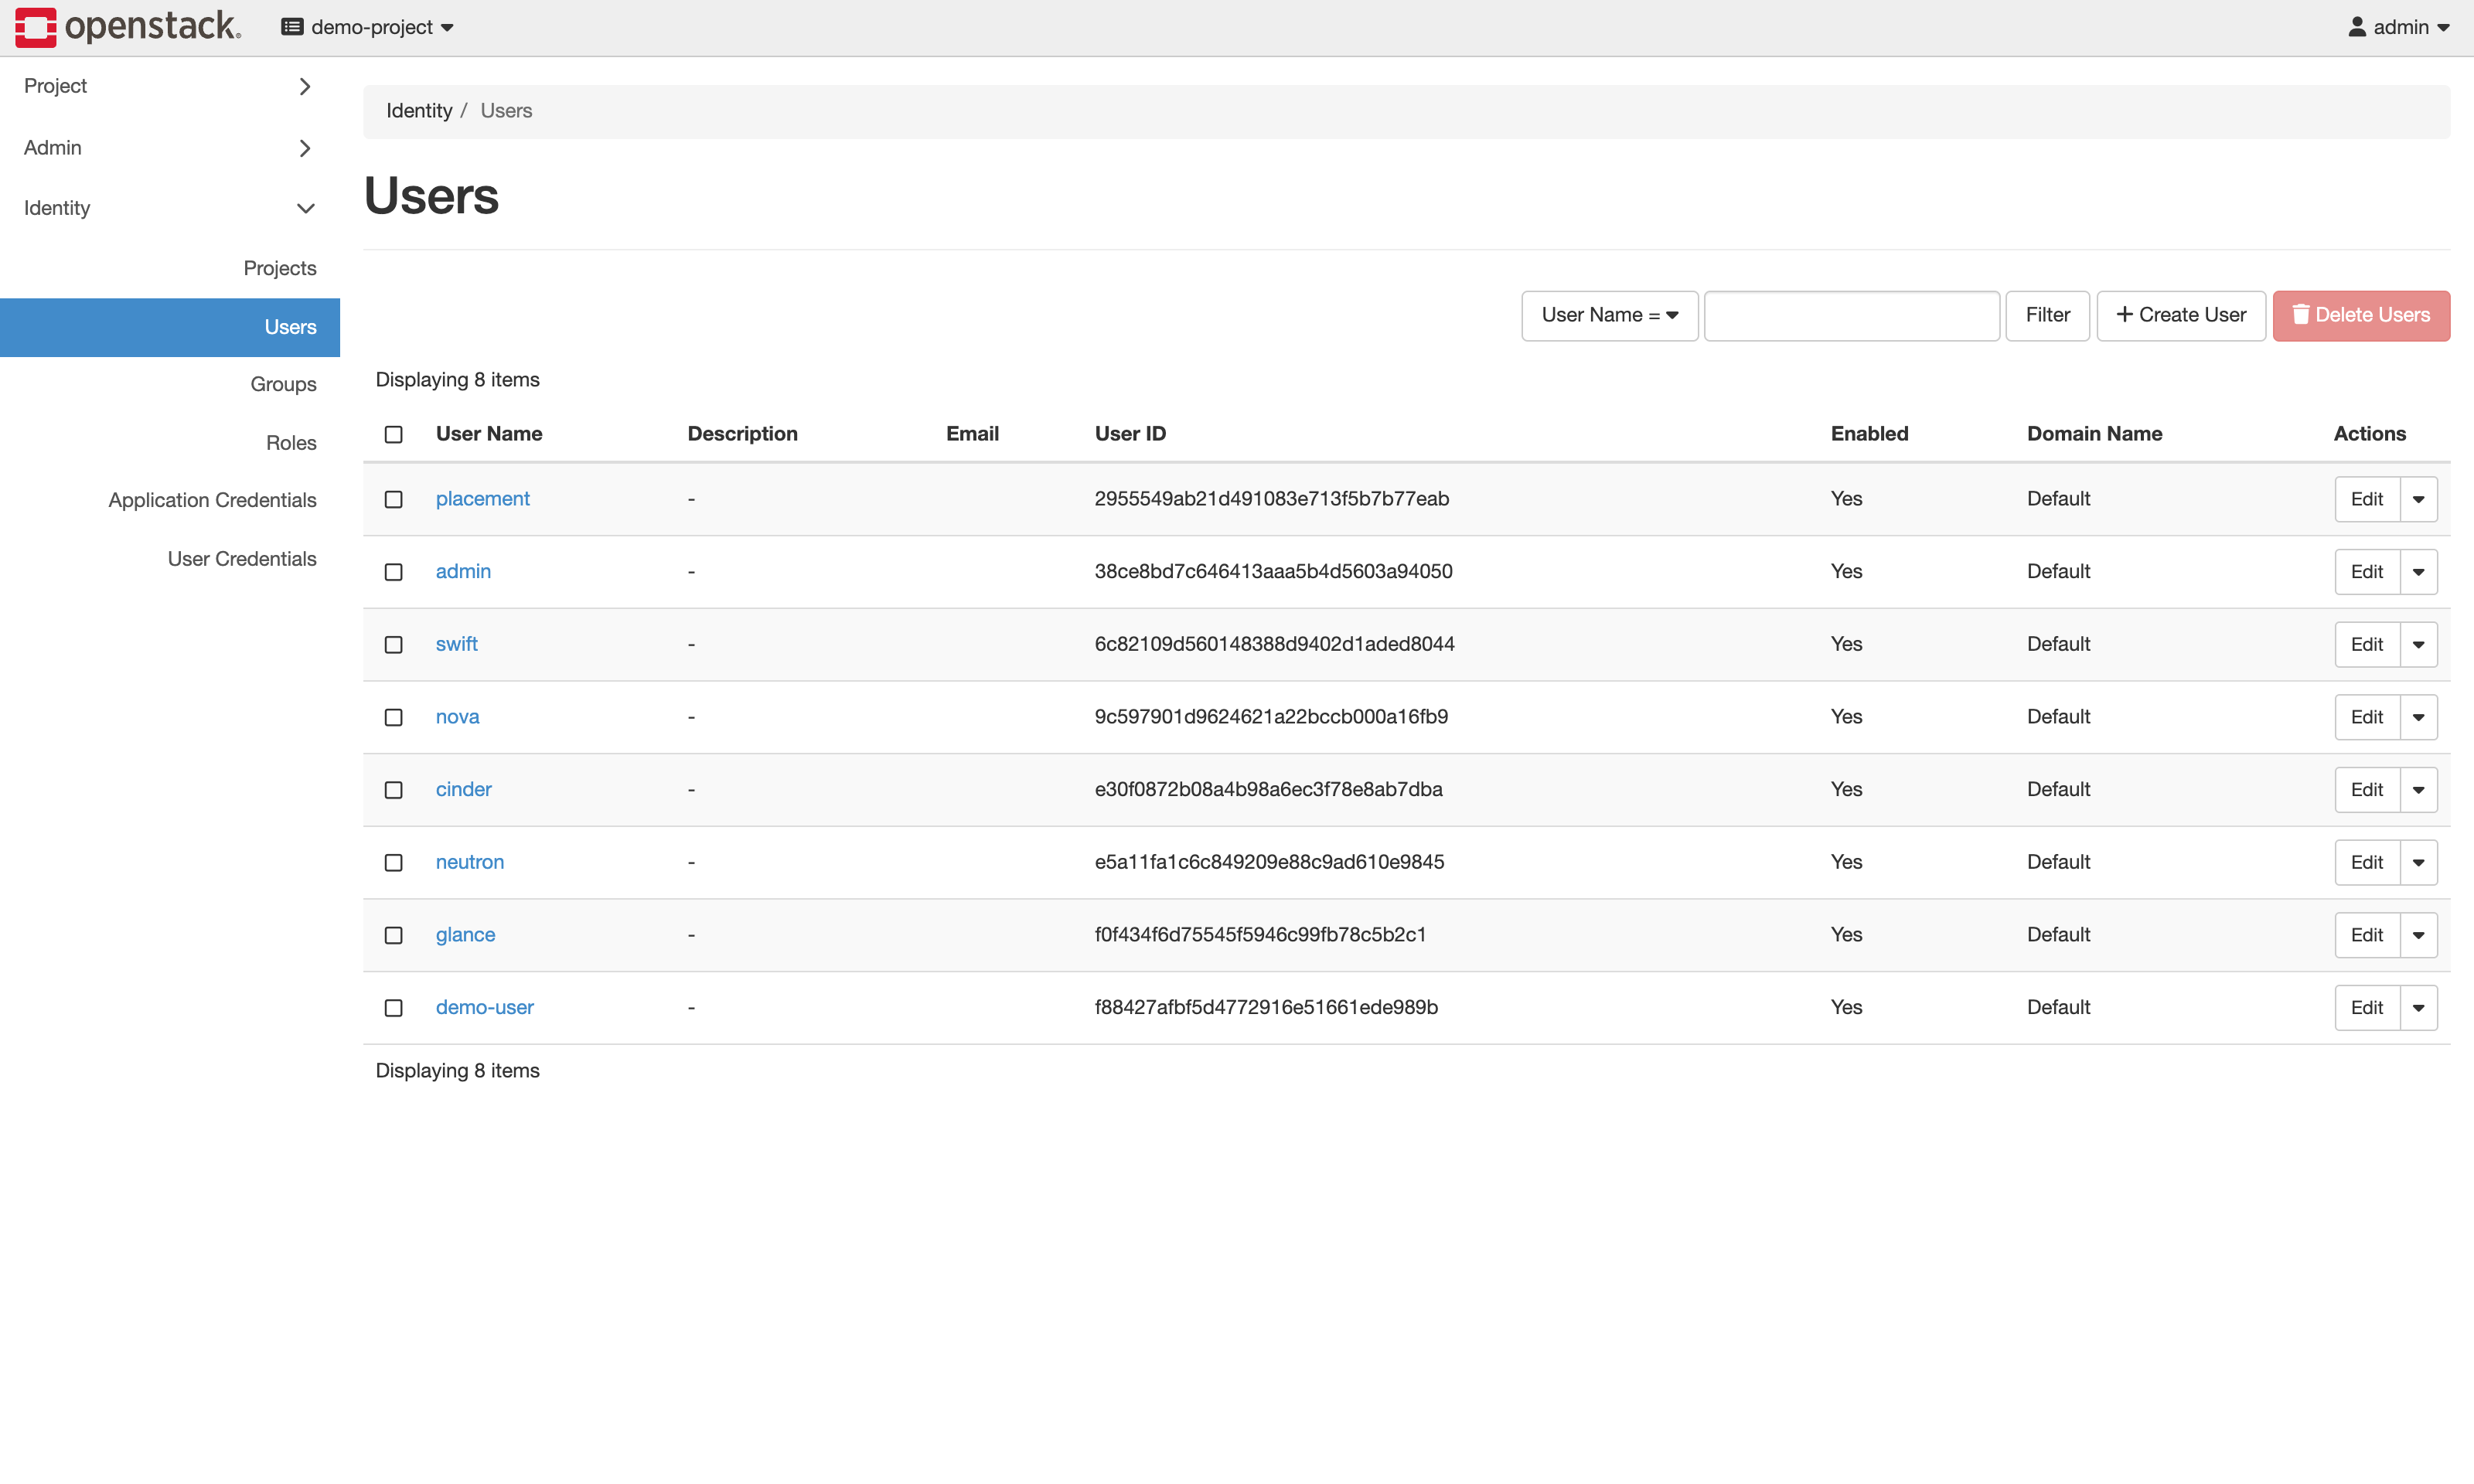 openstack. demo-project admin
Project
Admin
Identity
Projects
Users
Groups
Roles
Application Credentials
User Credentials
Identity / Users
Users
User Name = Filter + Create User Delete Users
Displaying 8 items
User Name Description Email User ID Enabled Domain Name Actions
placement - 2955549ab21d491083e713f5b7b77eab Yes Default Edit
admin - 38ce8bd7c646413aaa5b4d5603a94050 Yes Default Edit
swift - 6c82109d560148388d9402d1aded8044 Yes Default Edit
nova - 9c597901d9624621a22bccb000a16fb9 Yes Default Edit
cinder - e30f0872b08a4b98a6ec3f78e8ab7dba Yes Default Edit
neutron - e5a11fa1c6c849209e88c9ad610e9845 Yes Default Edit
glance - f0f434f6d75545f5946c99fb78c5b2c1 Yes Default Edit
demo-user - f88427afbf5d4772916e51661ede989b Yes Default Edit
Displaying 8 items